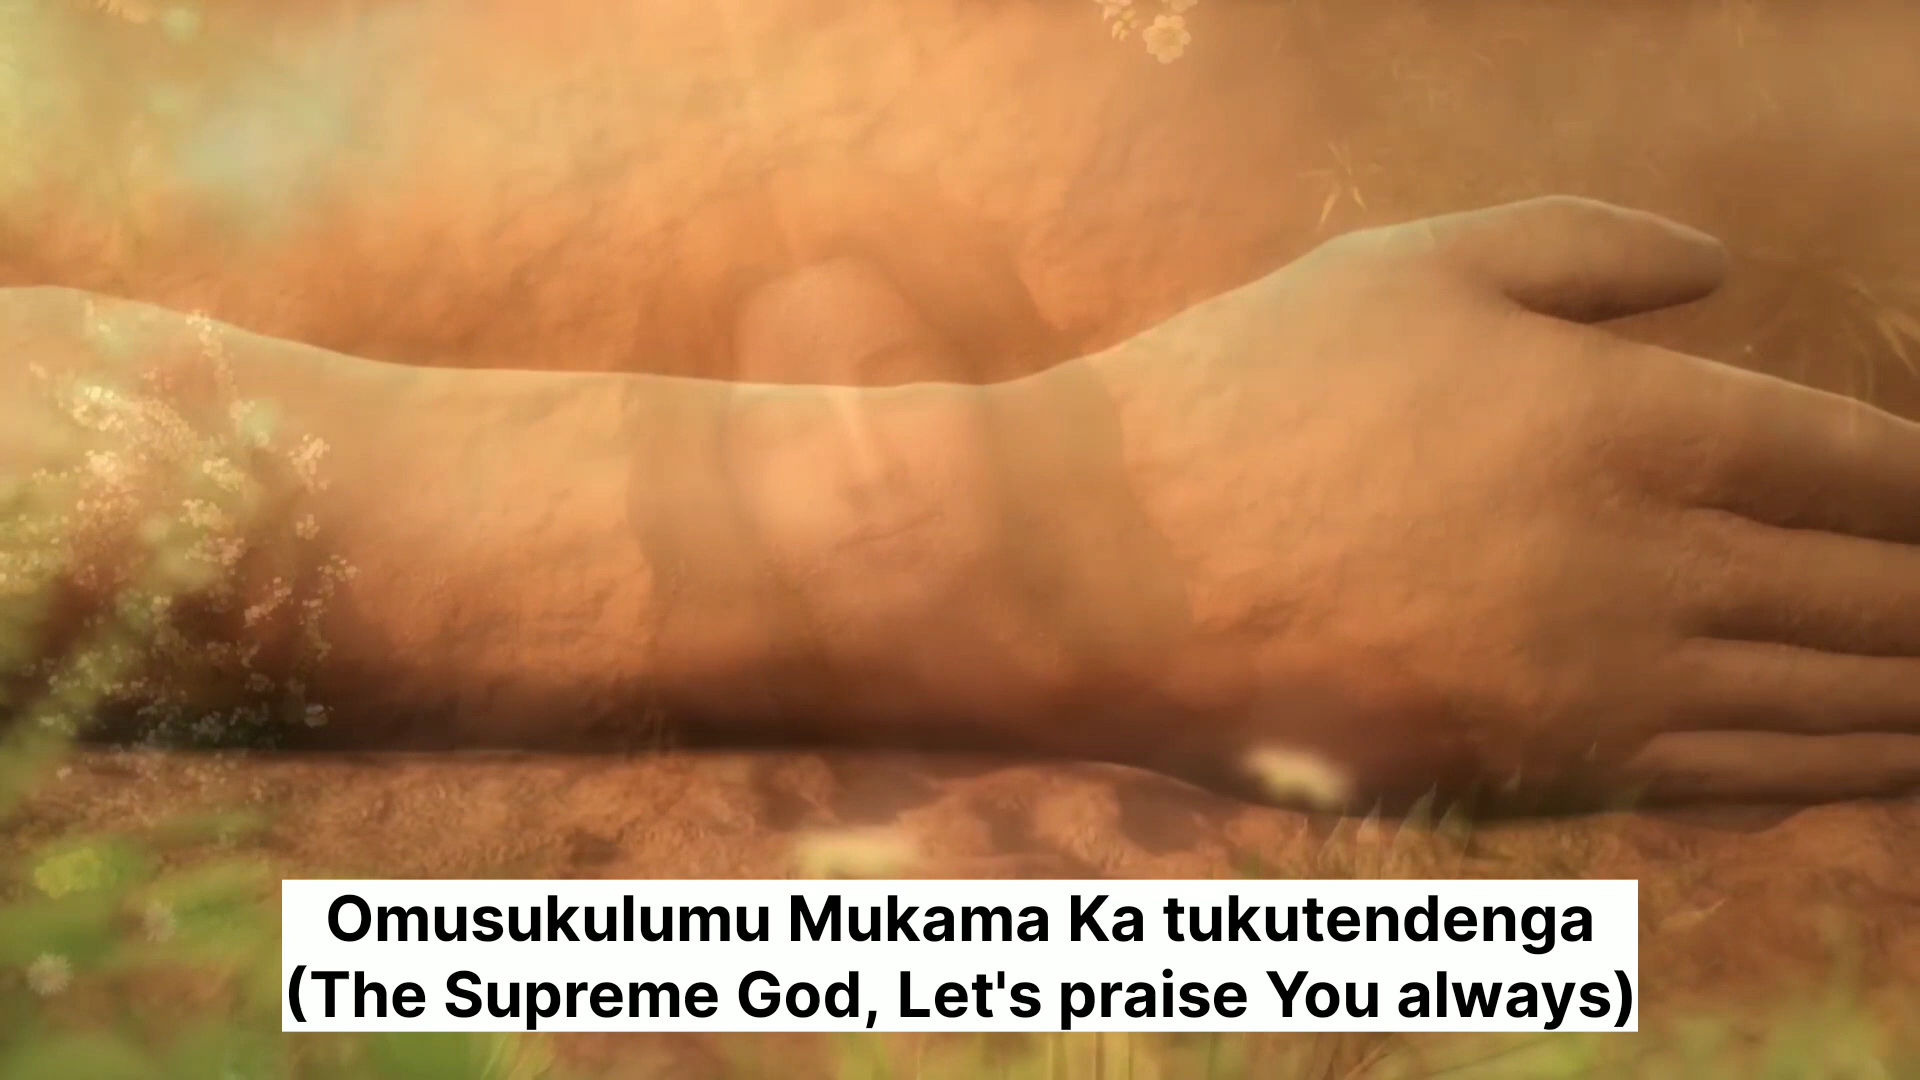 Omusukulumu Mukama Ka tukutendenga
(The Supreme God, Let's praise You always)